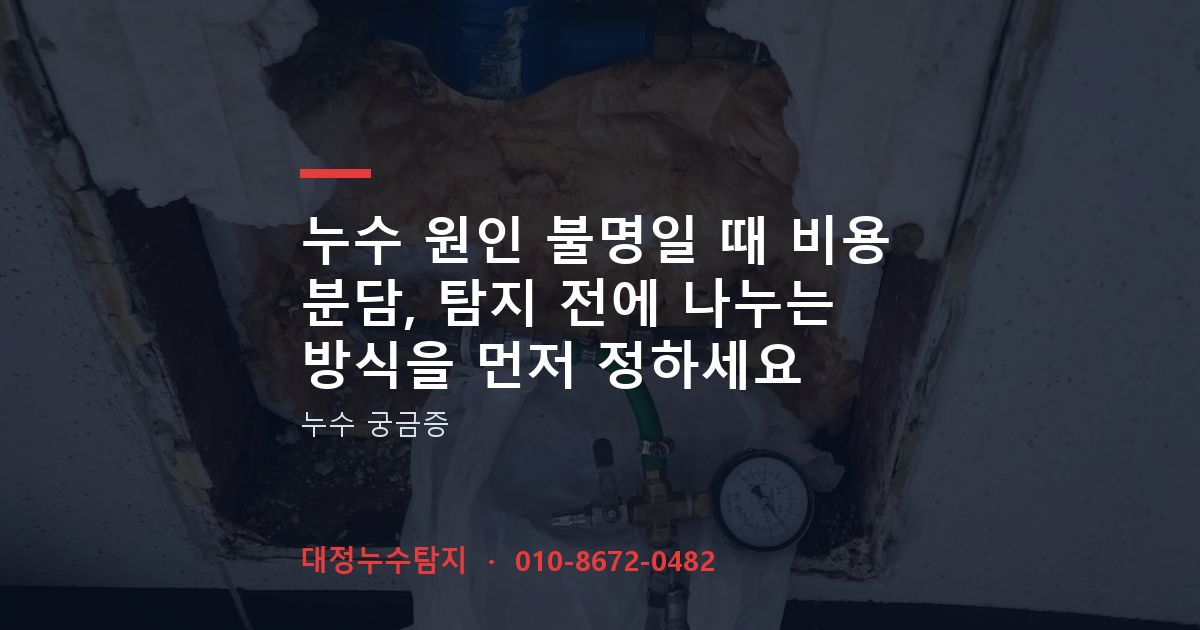 누수 원인 불명일 때 비용
분담, 탐지 전에 나누는
방식을 먼저 정하세요
누수 궁금증
대정누수탐지 · 010-8672-0482